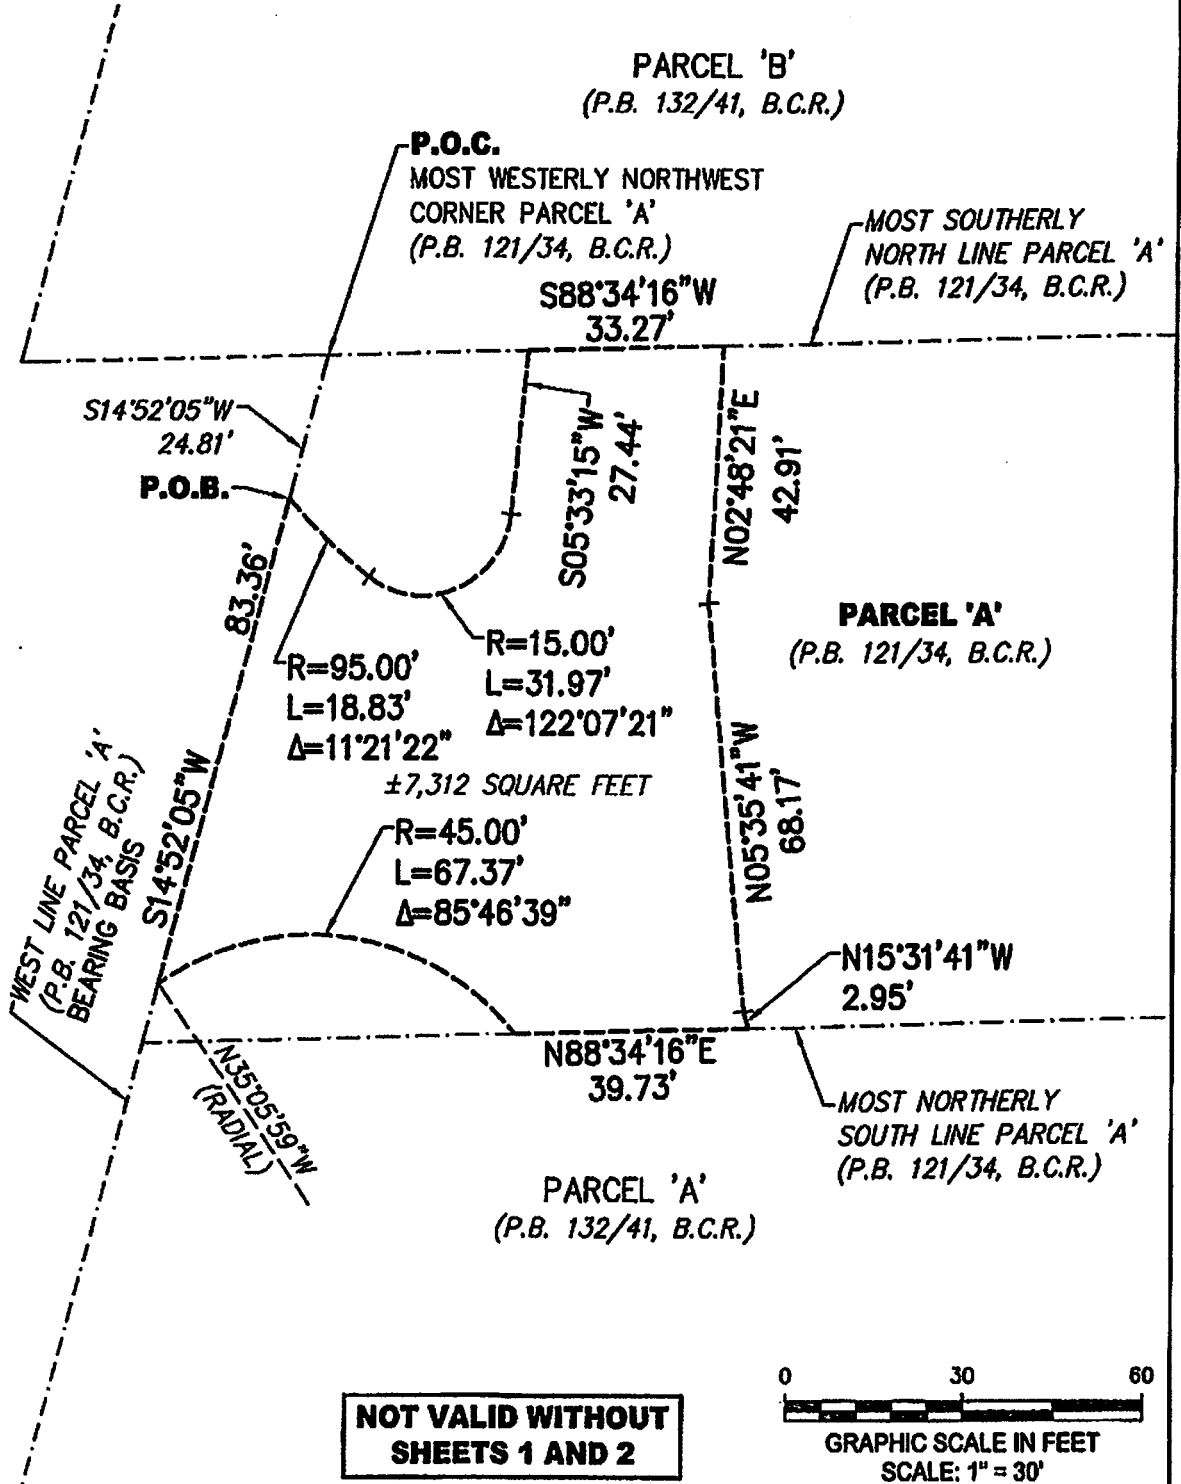 PARCEL 'B'
(P.B. 132/41, B.C.R.)
P.O.C.
MOST WESTERLY NORTHWEST
CORNER PARCEL 'A'
(P.B. 121/34, B.C.R.)
MOST SOUTHERLY
NORTH LINE PARCEL 'A'
(P.B. 121/34, B.C.R.)
S88°34'16"W
33.27'
S14°52'05"W
24.81'
P.O.B.
S05°33'15"W
27.44'
N02°48'21"E
42.91'
83.36'
S14°52'05"W
R=95.00'
L=18.83'
Δ=11°21'22"
R=15.00'
L=31.97'
Δ=122°07'21"
PARCEL 'A'
(P.B. 121/34, B.C.R.)
±7,312 SQUARE FEET
N05°35'41"W
68.17'
R=45.00'
L=67.37'
Δ=85°46'39"
WEST LINE PARCEL 'A'
(P.B. 121/34, B.C.R.)
BEARING BASIS
N15°31'41"W
2.95'
N35°05'59"W
(RADIAL)
N88°34'16"E
39.73'
MOST NORTHERLY
SOUTH LINE PARCEL 'A'
(P.B. 121/34, B.C.R.)
PARCEL 'A'
(P.B. 132/41, B.C.R.)
NOT VALID WITHOUT
SHEETS 1 AND 2
0 30 60
GRAPHIC SCALE IN FEET
SCALE: 1" = 30'